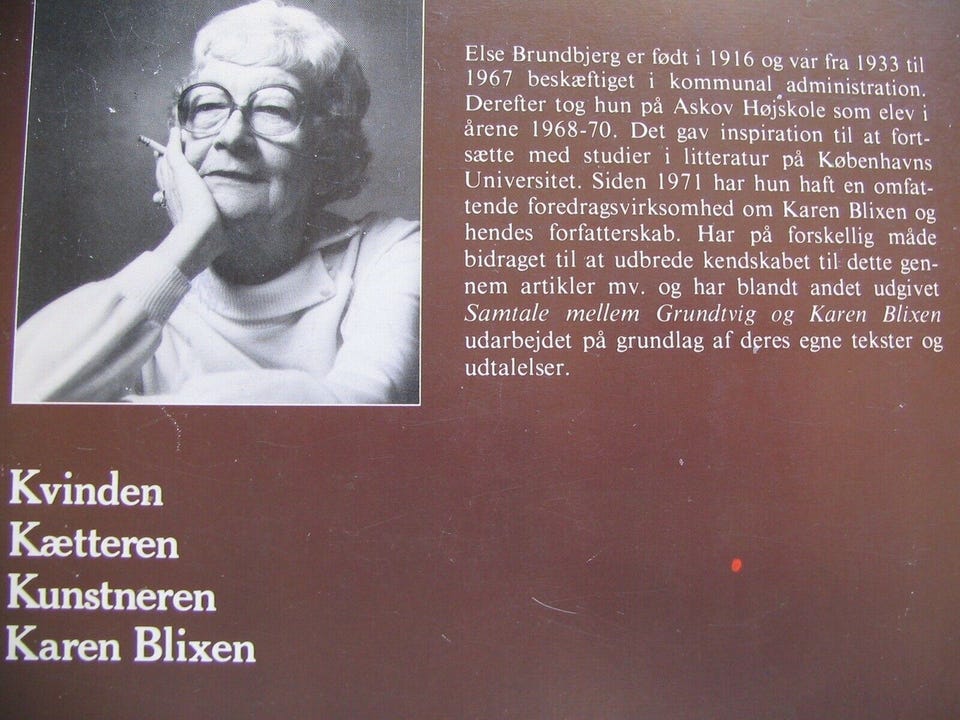 Else Brundbjerg er født i 1916 og var fra 1933 til
1967 beskæftiget i kommunal administration.
Derefter tog hun på Askov Højskole som elev i
årene 1968-70. Det gav inspiration til at fort-
sætte med studier i litteratur på Københavns
Universitet. Siden 1971 har hun haft en omfat-
tende foredragsvirksomhed om Karen Blixen og
hendes forfatterskab. Har på forskellig måde
bidraget til at udbrede kendskabet til dette gen-
nem artikler mv. og har blandt andet udgivet
Samtale mellem Grundtvig og Karen Blixen
udarbejdet på grundlag af deres egne tekster og
udtalelser.
Kvinden
Kætteren
Kunstneren
Karen Blixen